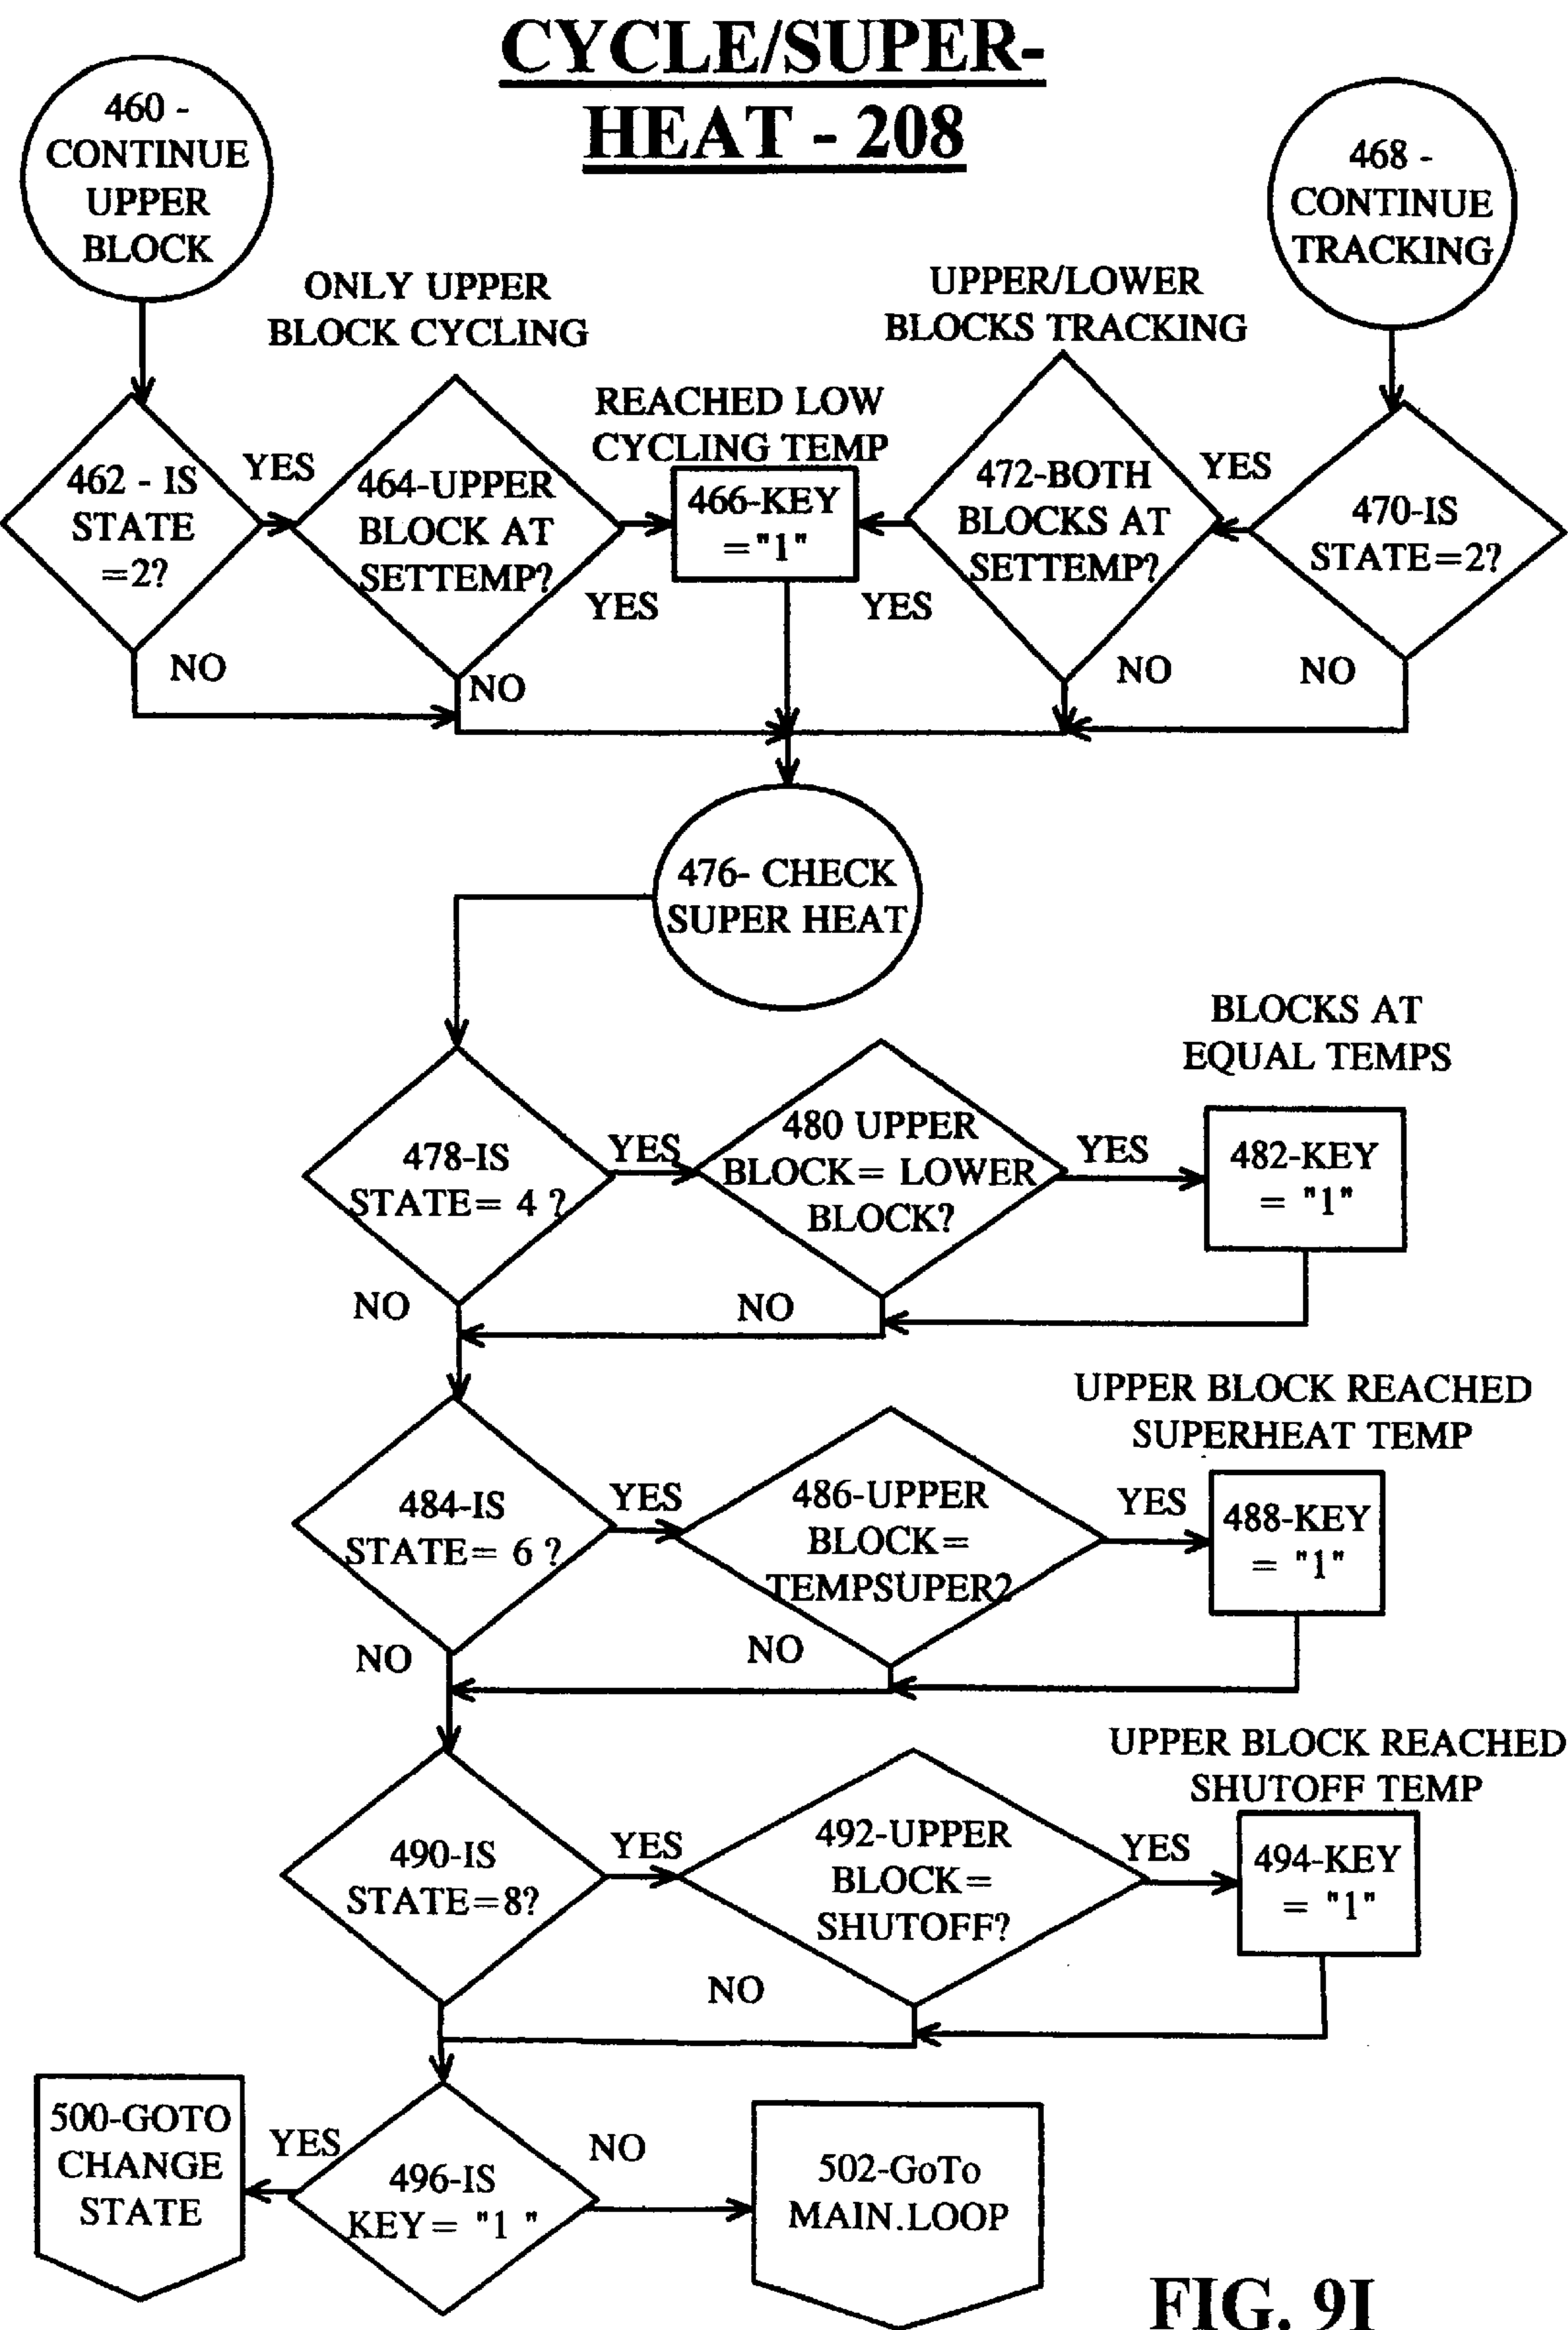 CYCLE/SUPER-
HEAT - 208
460 -
CONTINUE
UPPER
BLOCK
468 -
CONTINUE
TRACKING
ONLY UPPER
BLOCK CYCLING
UPPER/LOWER
BLOCKS TRACKING
REACHED LOW
CYCLING TEMP
462 - IS
STATE
=2?
YES
464-UPPER
BLOCK AT
SETTEMP?
YES
466-KEY
="1"
YES
472-BOTH
BLOCKS AT
SETTEMP?
YES
470-IS
STATE=2?
NO
NO
NO
NO
476- CHECK
SUPER HEAT
BLOCKS AT
EQUAL TEMPS
478-IS
STATE= 4 ?
YES
480 UPPER
BLOCK= LOWER
BLOCK?
YES
482-KEY
= "1"
NO
NO
UPPER BLOCK REACHED
SUPERHEAT TEMP
484-IS
STATE= 6 ?
YES
486-UPPER
BLOCK=
TEMPSUPER2
YES
488-KEY
= "1"
NO
NO
UPPER BLOCK REACHED
SHUTOFF TEMP
490-IS
STATE=8?
YES
492-UPPER
BLOCK=
SHUTOFF?
YES
494-KEY
= "1"
NO
500-GOTO
CHANGE
STATE
YES
496-IS
KEY= "1 "
NO
502-GoTo
MAIN.LOOP
FIG. 9I